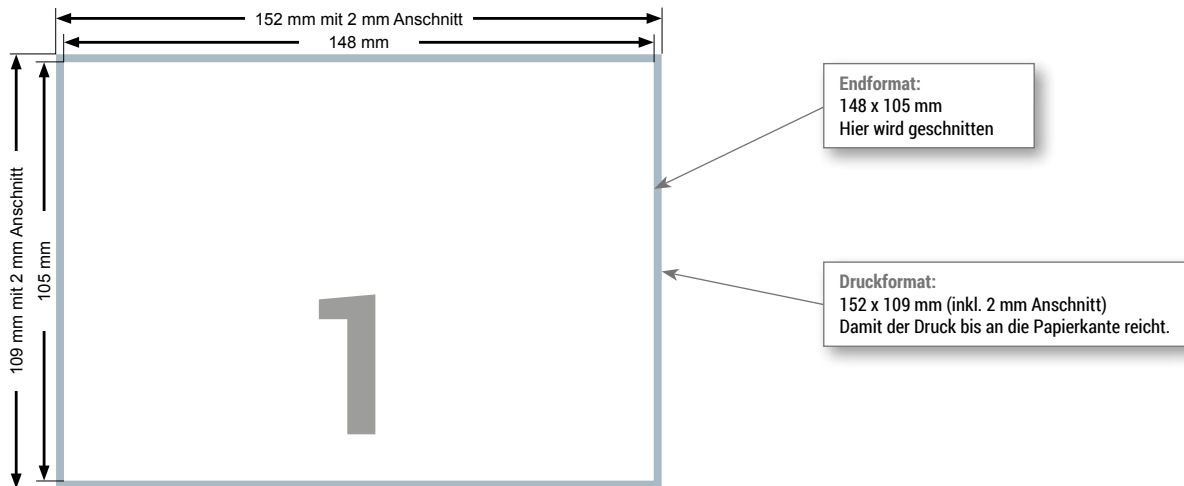 152 mm mit 2 mm Anschnitt
148 mm
109 mm mit 2 mm Anschnitt
105 mm
1
Endformat:
148 x 105 mm
Hier wird geschnitten
Druckformat:
152 x 109 mm (inkl. 2 mm Anschnitt)
Damit der Druck bis an die Papierkante reicht.